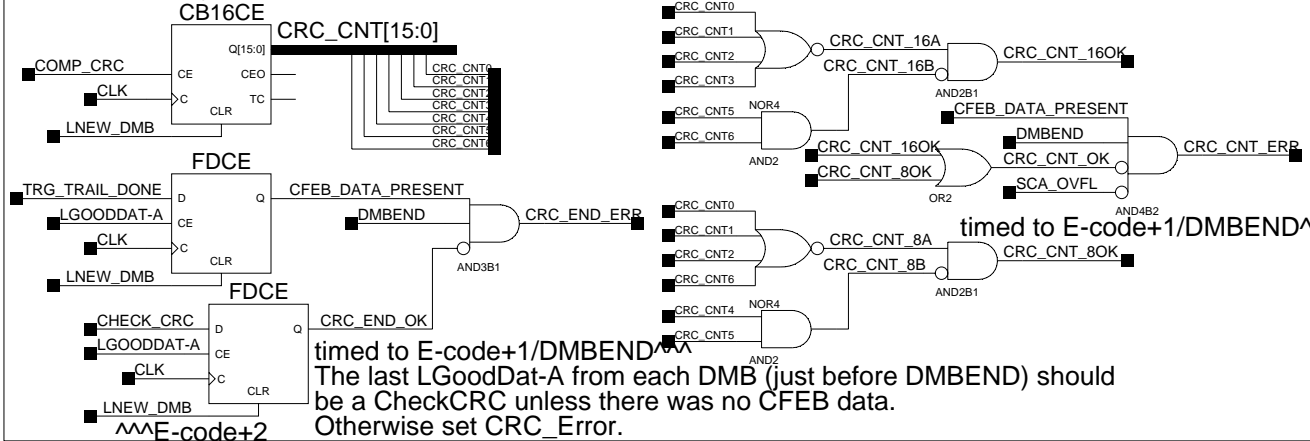 CB16CE
CRC_CNT[15:0]
Q[15:0]
COMP_CRC
CE
CEO
CLK
C
TC
CLR
LNEW_DMB
CRC_CNT0
CRC_CNT1
CRC_CNT2
CRC_CNT3
CRC_CNT4
CRC_CNT5
CRC_CNT6
FDCE
TRG_TRAIL_DONE
D
Q
CFEB_DATA_PRESENT
LGOODDAT-A
CE
DMBEND
CRC_END_ERR
CLK
C
CLR
AND3B1
LNEW_DMB
FDCE
CHECK_CRC
D
Q
CRC_END_OK
LGOODDAT-A
CE
CLK
C
CLR
LNEW_DMB
^^^E-code+2
timed to E-code+1/DMBEND^^^
The last LGoodDat-A from each DMB (just before DMBEND) should
be a CheckCRC unless there was no CFEB data.
Otherwise set CRC_Error.
CRC_CNT0
CRC_CNT1
CRC_CNT2
CRC_CNT3
CRC_CNT_16A
CRC_CNT_16B
CRC_CNT_16OK
AND2B1
NOR4
CRC_CNT5
CRC_CNT6
AND2
CFEB_DATA_PRESENT
DMBEND
CRC_CNT_16OK
CRC_CNT_8OK
OR2
CRC_CNT_OK
SCA_OVFL
CRC_CNT_ERR
AND4B2
timed to E-code+1/DMBEND^
CRC_CNT0
CRC_CNT1
CRC_CNT2
CRC_CNT6
CRC_CNT_8A
CRC_CNT_8B
CRC_CNT_8OK
AND2B1
NOR4
CRC_CNT4
CRC_CNT5
AND2